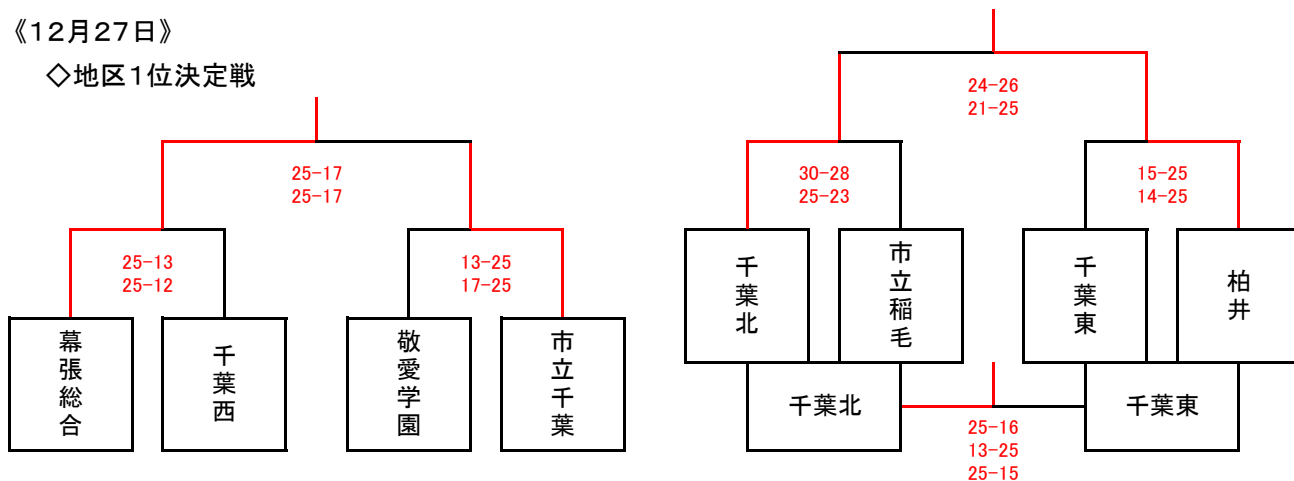 《12月27日》
◇地区1位決定戦
25-17
25-17
25-13
25-12
13-25
17-25
幕張総合
千葉西
敬愛学園
市立千葉
24-26
21-25
30-28
25-23
15-25
14-25
千葉北
市立稲毛
千葉東
柏井
千葉北
千葉東
25-16
13-25
25-15